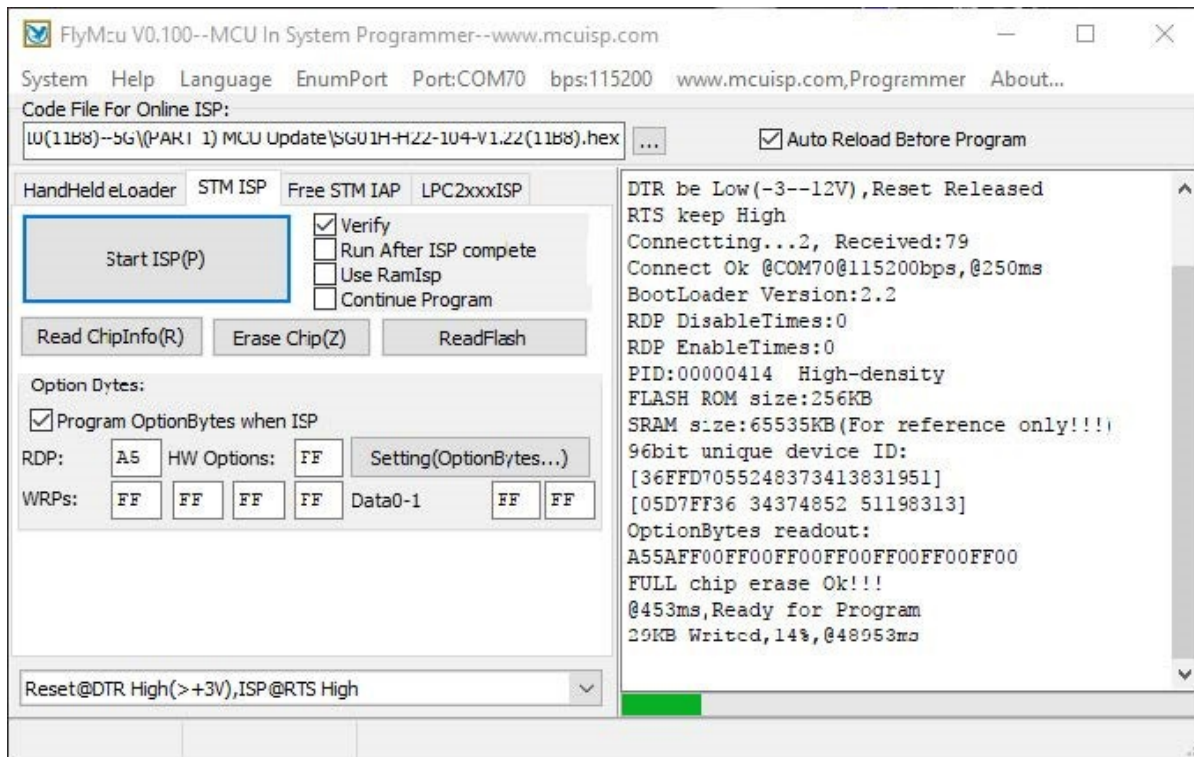 FlyMcu V0.100--MCU In System Programmer--www.mcuisp.com
System Help Language EnumPort Port:COM70 bps:115200 www.mcuisp.com,Programmer About...
Code File For Online ISP:
10(11B8)--5G\(PART 1) MCU Update\SG01H-H22-104-V1.22(11B8).hex ... Auto Reload Before Program
HandHeld eLoader STM ISP Free STM IAP LPC2xxxISP
Start ISP(P)
Verify
Run After ISP complete
Use RamIsp
Continue Program
Read ChipInfo(R) Erase Chip(Z) ReadFlash
Option Bytes:
Program OptionBytes when ISP
RDP: A5 HW Options: FF Setting(OptionBytes...)
WRPs: FF FF FF FF Data0-1 FF FF
Reset@DTR High(>+3V),ISP@RTS High
DTR be Low(-3--12V),Reset Released
RTS keep High
Connectting...2, Received:79
Connect Ok @COM70@115200bps,@250ms
BootLoader Version:2.2
RDP DisableTimes:0
RDP EnableTimes:0
PID:00000414 High-density
FLASH ROM size:256KB
SRAM size:65535KB(For reference only!!!)
96bit unique device ID:
[36FFD7055248373413831951]
[05D7FF36 34374852 51198313]
OptionBytes readout:
A55AFF00FF00FF00FF00FF00FF00FF00
FULL chip erase Ok!!!
@453ms,Ready for Program
29KB Writed,14%,@48953ms